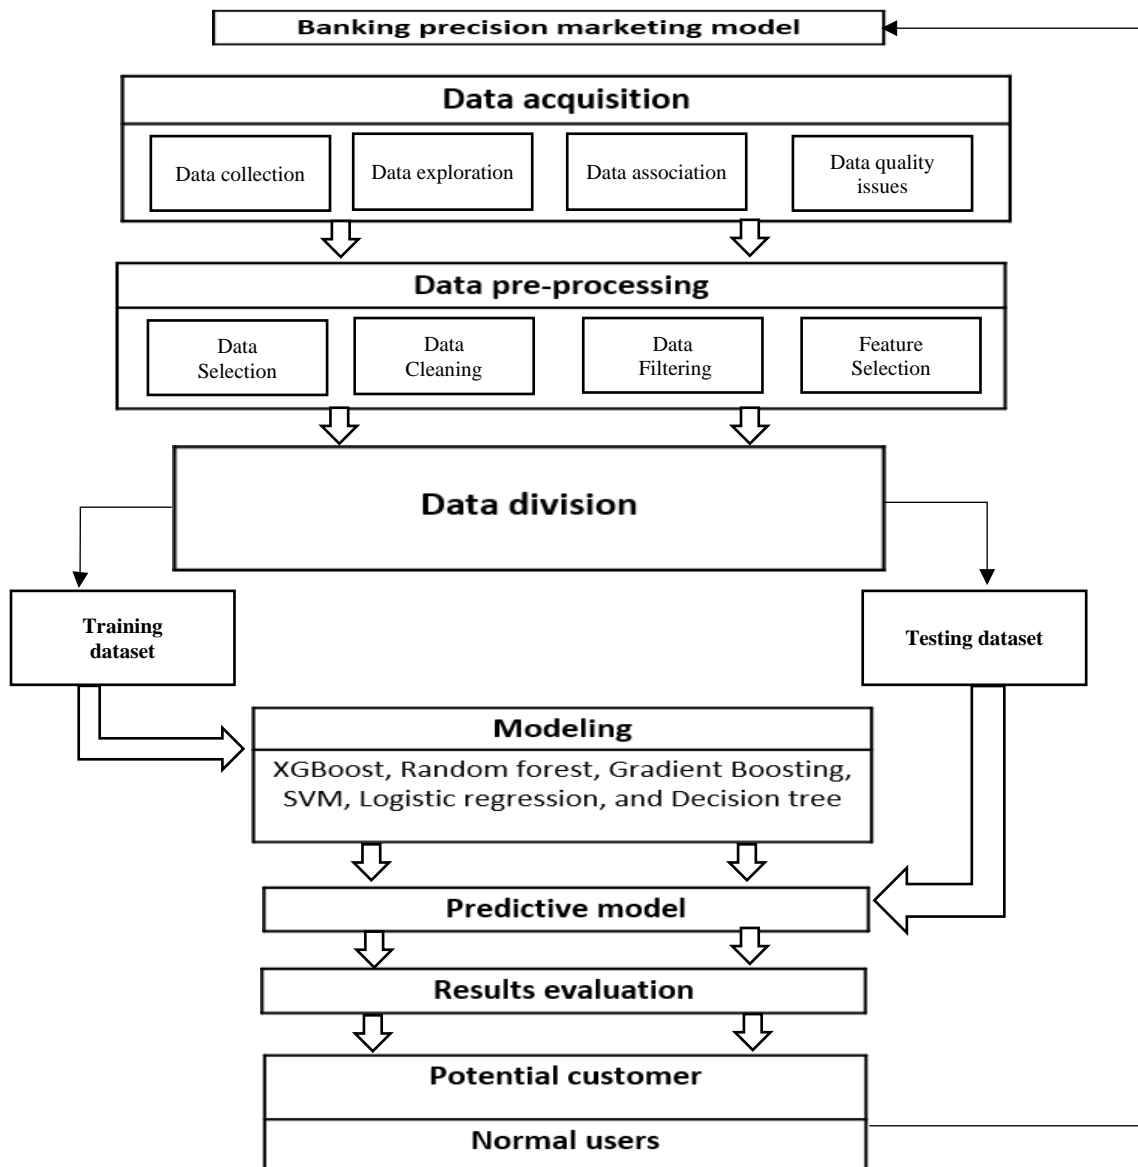 Banking precision marketing model
Data acquisition
Data collection
Data exploration
Data association
Data quality
issues
Data pre-processing
Data
Selection
Data
Cleaning
Data
Filtering
Feature
Selection
Data division
Training
dataset
Testing dataset
Modeling
XGBoost, Random forest, Gradient Boosting,
SVM, Logistic regression, and Decision tree
Predictive model
Results evaluation
Potential customer
Normal users